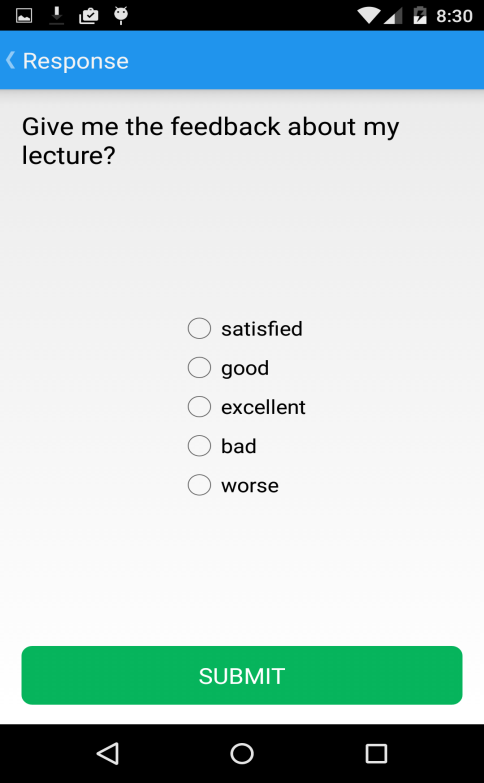 8:30
Response
Give me the feedback about my
lecture?
satisfied
good
excellent
bad
worse
SUBMIT